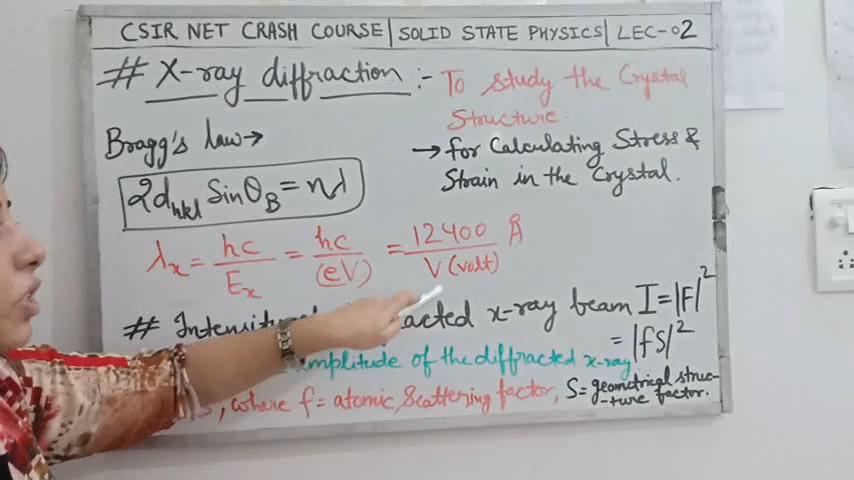 CSIR NET CRASH COURSE | SOLID STATE PHYSICS | LEC-02
# X-ray diffraction :- To study the Crystal
Structure
→ for Calculating Stress &
Strain in the Crystal.
Bragg's law →
2d_hkl Sinθ_B = nλ
λ_x = hc/E_x = hc/(eV) = 12400/V(volt) Å
# Intensity x-ray beam I = |F|²
= |fS|²
amplitude of the diffracted x-ray
, where f = atomic Scattering factor, S = geometrical struc-
-ture factor.